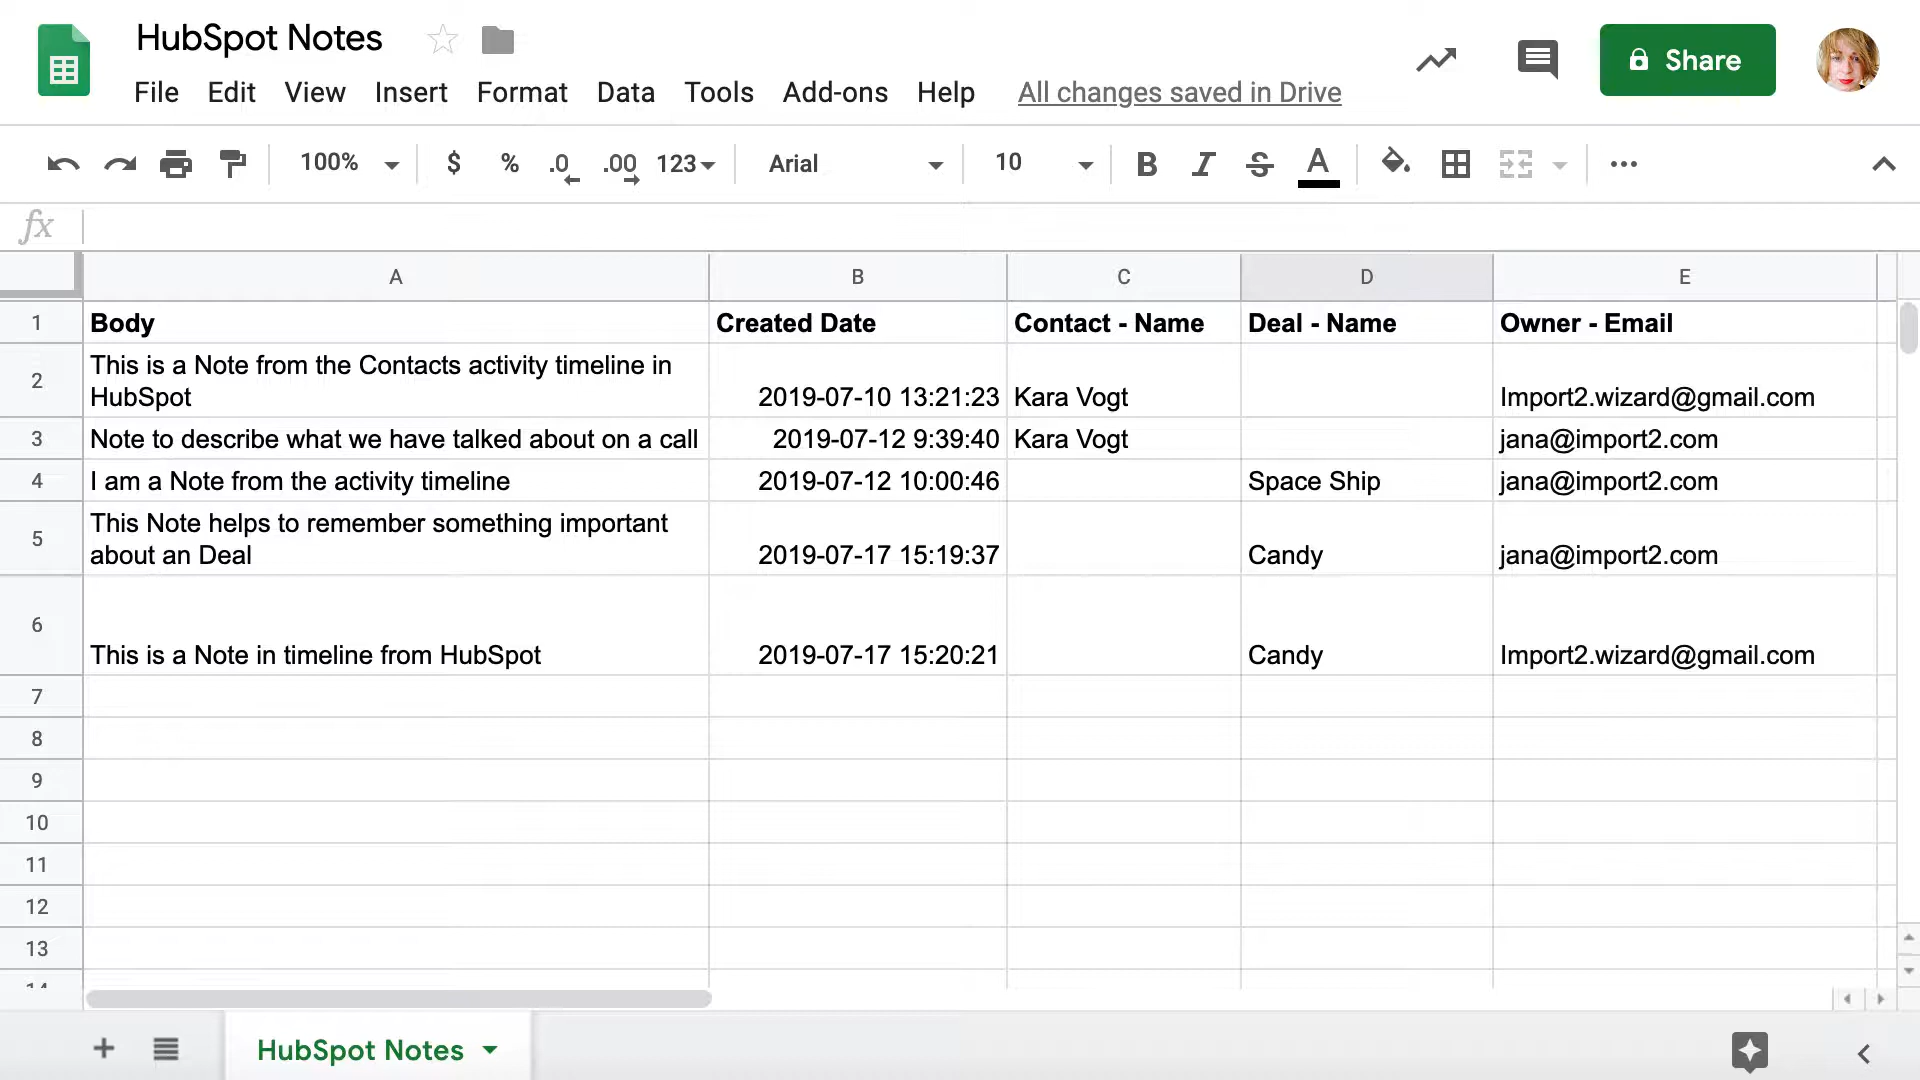 HubSpot Notes
File Edit View Insert Format Data Tools Add-ons Help All changes saved in Drive
Share
100% $ % .0 .00 123 Arial 10 B I S A
fx
A B C D E
1 Body Created Date Contact - Name Deal - Name Owner - Email
This is a Note from the Contacts activity timeline in
2 HubSpot 2019-07-10 13:21:23 Kara Vogt Import2.wizard@gmail.com
3 Note to describe what we have talked about on a call 2019-07-12 9:39:40 Kara Vogt jana@import2.com
4 I am a Note from the activity timeline 2019-07-12 10:00:46 Space Ship jana@import2.com
This Note helps to remember something important
5 about an Deal 2019-07-17 15:19:37 Candy jana@import2.com
6 This is a Note in timeline from HubSpot 2019-07-17 15:20:21 Candy Import2.wizard@gmail.com
7
8
9
10
11
12
13
HubSpot Notes